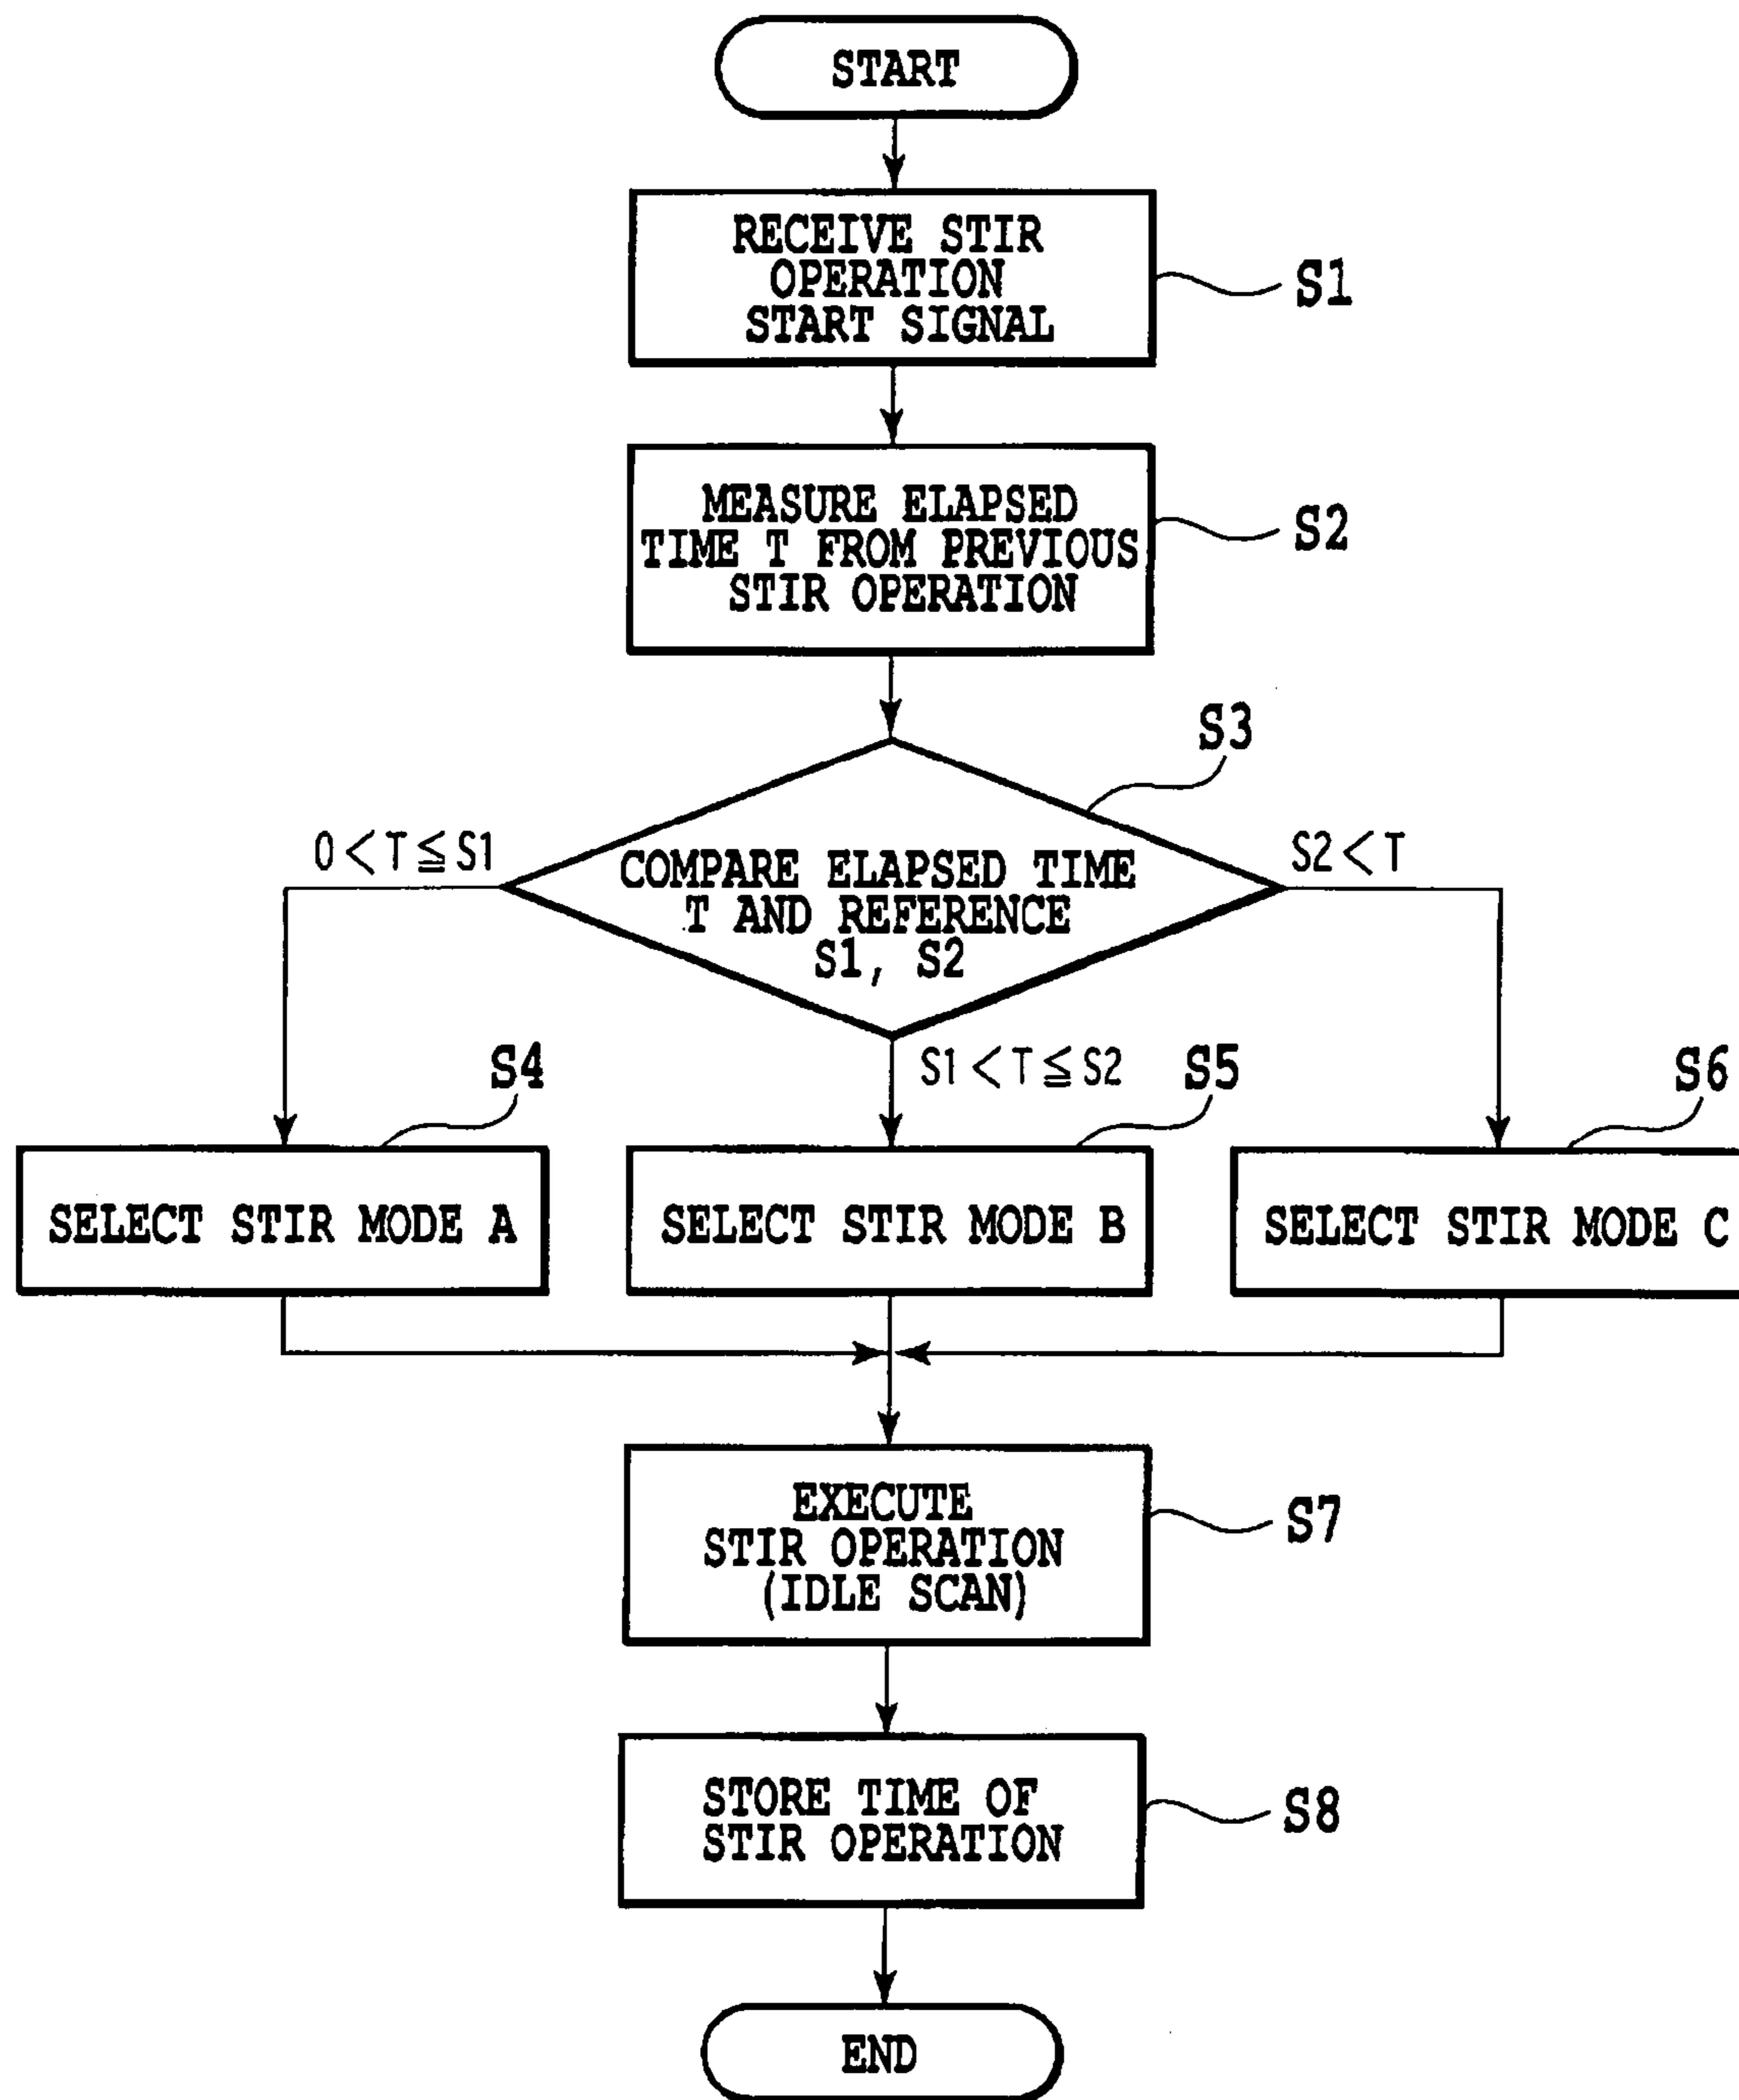 START
RECEIVE STIR
OPERATION
START SIGNAL
S1
MEASURE ELAPSED
TIME T FROM PREVIOUS
STIR OPERATION
S2
S3
0<T≦S1
S2<T
COMPARE ELAPSED TIME
T AND REFERENCE
S1, S2
S1<T≦S2
S4
S5
S6
SELECT STIR MODE A
SELECT STIR MODE B
SELECT STIR MODE C
EXECUTE
STIR OPERATION
(IDLE SCAN)
S7
STORE TIME OF
STIR OPERATION
S8
END